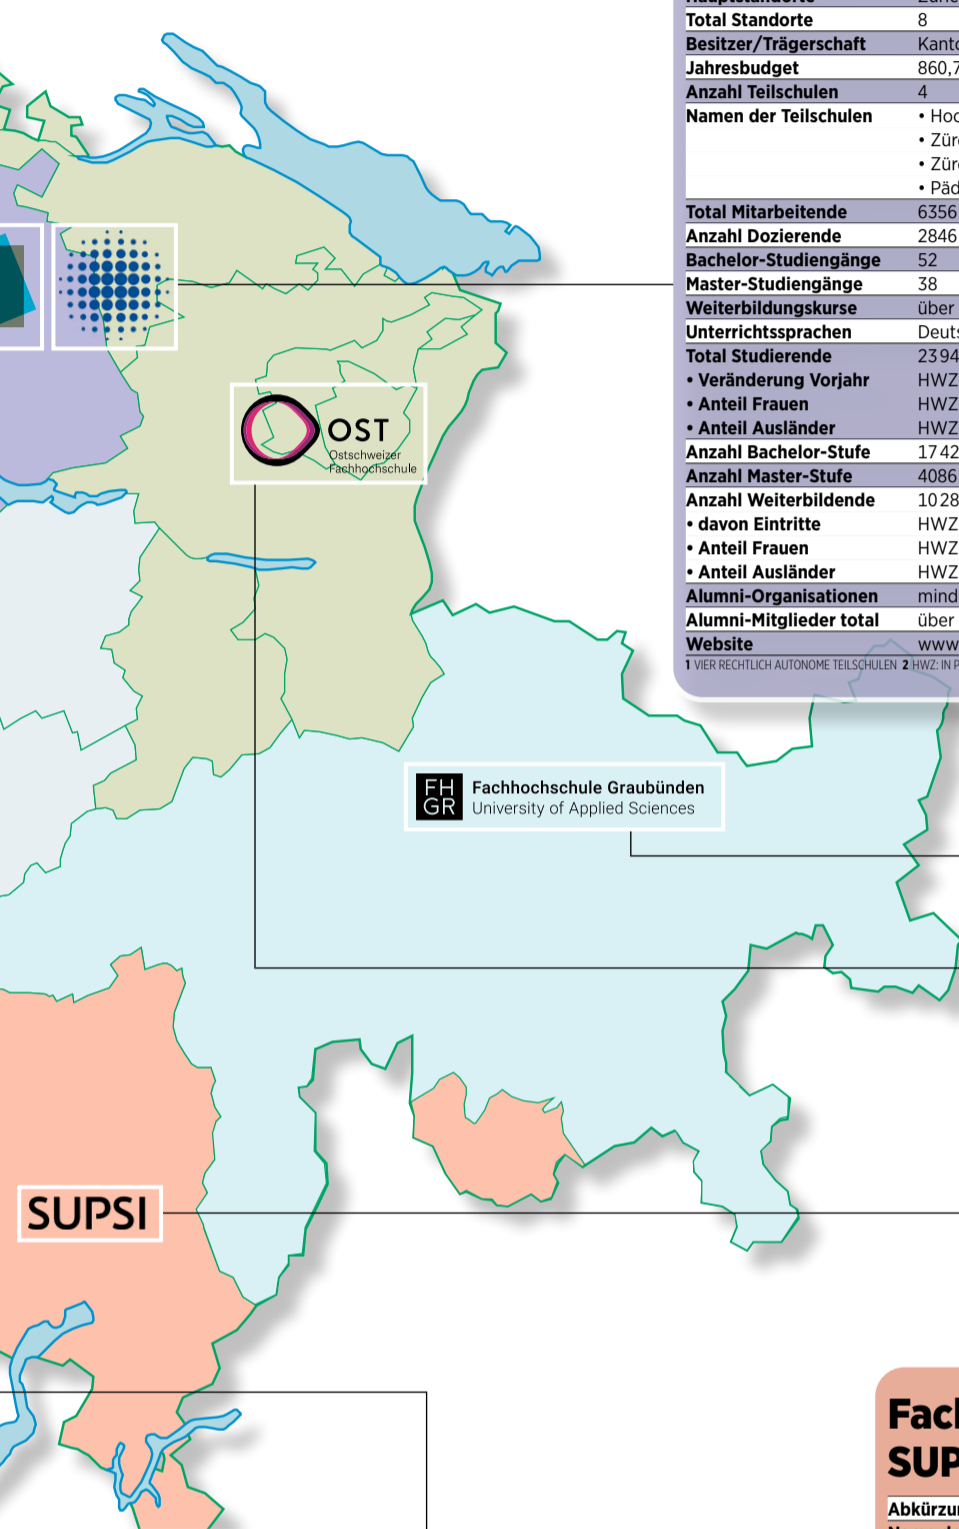 Total Standorte 8
Besitzer/Trägerschaft
Jahresbudget
Anzahl Teilschulen 4
Namen der Teilschulen
Total Mitarbeitende 6356
Anzahl Dozierende 2846
Bachelor-Studiengänge 52
Master-Studiengänge 38
Weiterbildungskurse über
Unterrichtssprachen
Total Studierende
• Veränderung Vorjahr HWZ
• Anteil Frauen HWZ
• Anteil Ausländer HWZ
Anzahl Bachelor-Stufe
Anzahl Master-Stufe 4086
Anzahl Weiterbildende
• davon Eintritte HWZ
• Anteil Frauen HWZ
• Anteil Ausländer HWZ
Alumni-Organisationen
Alumni-Mitglieder total über
Website
1 VIER RECHTLICH AUTONOME TEILSCHULEN 2 HWZ: IN
OST
Ostschweizer
Fachhochschule
FH
GR
Fachhochschule Graubünden
University of Applied Sciences
SUPSI